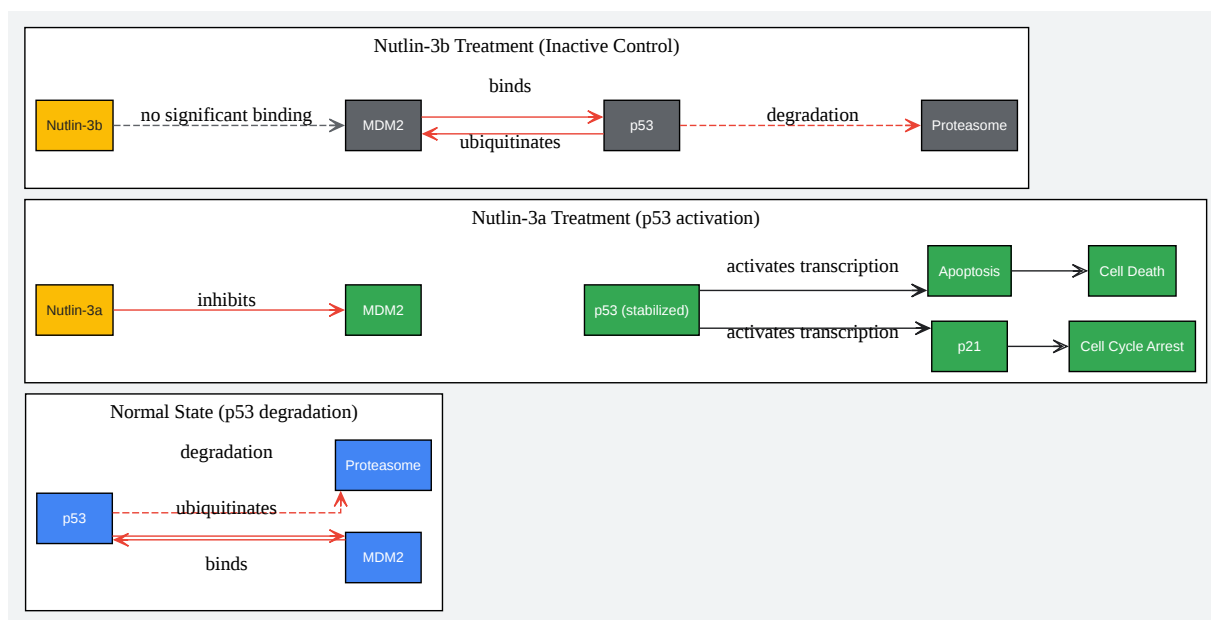 Nutlin-3b Treatment (Inactive Control)
binds
Nutlin-3b
no significant binding
MDM2
p53
degradation
Proteasome
ubiquitinates
Nutlin-3a Treatment (p53 activation)
activates transcription
Apoptosis
Cell Death
Nutlin-3a
inhibits
MDM2
p53 (stabilized)
activates transcription
p21
Cell Cycle Arrest
Normal State (p53 degradation)
degradation
Proteasome
ubiquitinates
p53
MDM2
binds